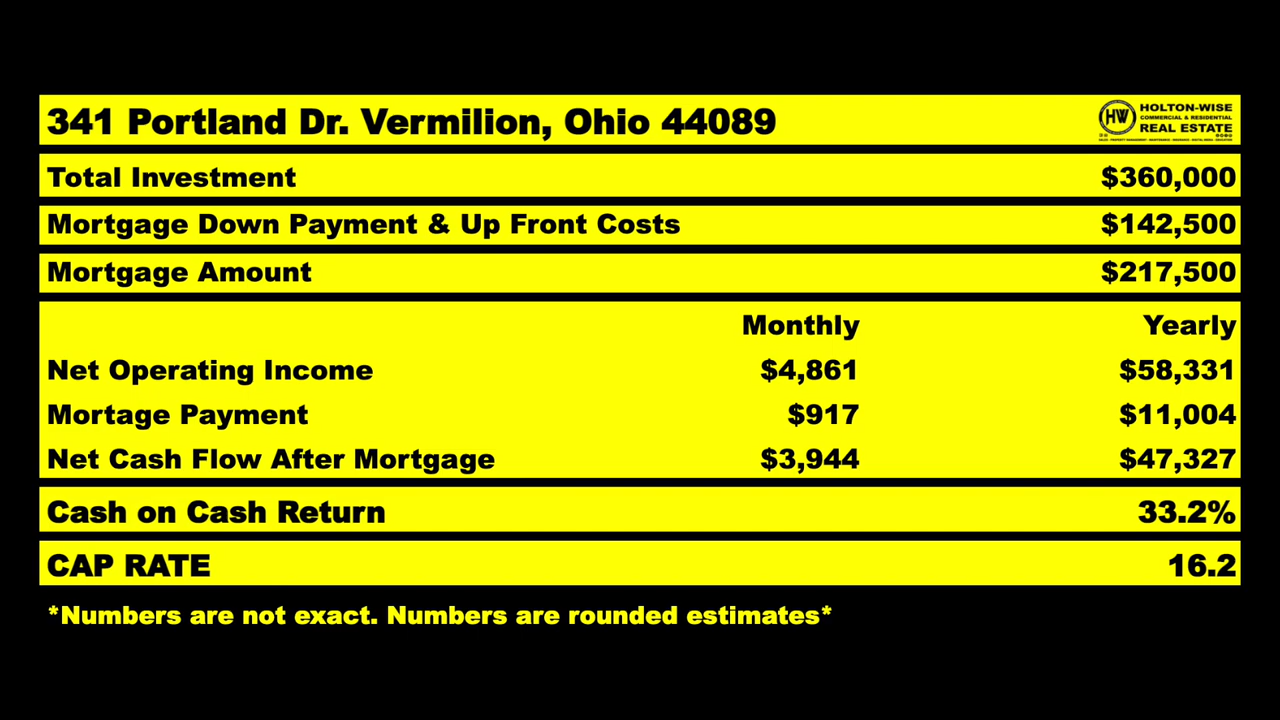 341 Portland Dr. Vermilion, Ohio 44089
HW
HOLTON-WISE
COMMERCIAL & RESIDENTIAL
REAL ESTATE
Total Investment $360,000
Mortgage Down Payment & Up Front Costs $142,500
Mortgage Amount $217,500
Monthly Yearly
Net Operating Income $4,861 $58,331
Mortage Payment $917 $11,004
Net Cash Flow After Mortgage $3,944 $47,327
Cash on Cash Return 33.2%
CAP RATE 16.2
*Numbers are not exact. Numbers are rounded estimates*